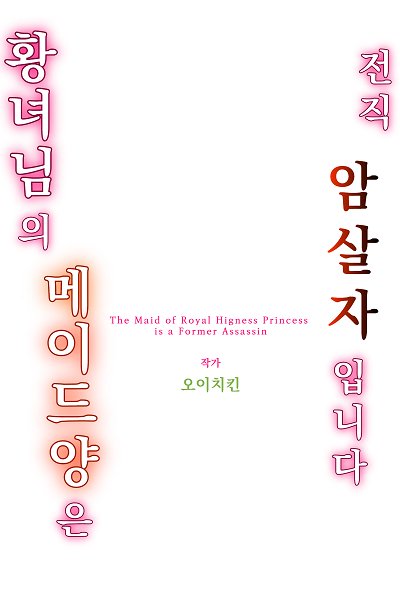 황녀님의
메이드양은
전직
암살자
입니다
The Maid of Royal Higness Princess
is a Former Assassin
작가
오이치킨